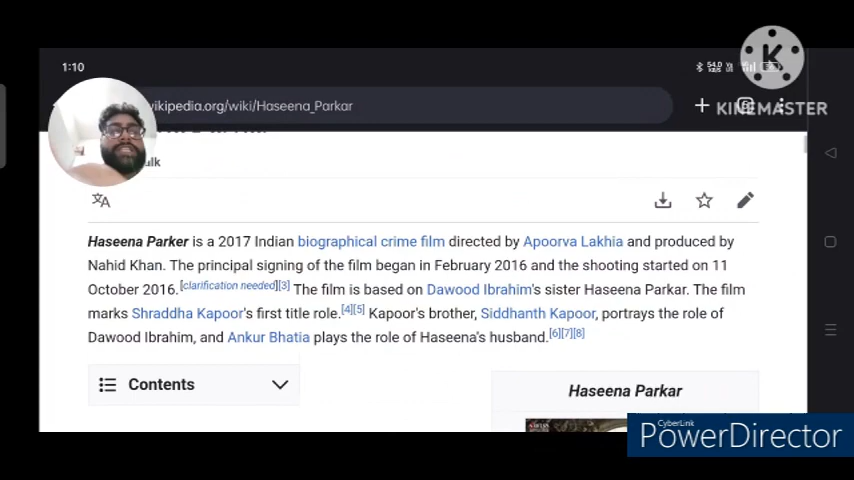 1:10
KINEMASTER
vikipedia.org/wiki/Haseena_Parkar
alk
Haseena Parker is a 2017 Indian biographical crime film directed by Apoorva Lakhia and produced by
Nahid Khan. The principal signing of the film began in February 2016 and the shooting started on 11
October 2016.[clarification needed][3] The film is based on Dawood Ibrahim's sister Haseena Parkar. The film
marks Shraddha Kapoor's first title role.[4][5] Kapoor's brother, Siddhanth Kapoor, portrays the role of
Dawood Ibrahim, and Ankur Bhatia plays the role of Haseena's husband.[6][7][8]
Contents
Haseena Parkar
CyberLink
PowerDirector